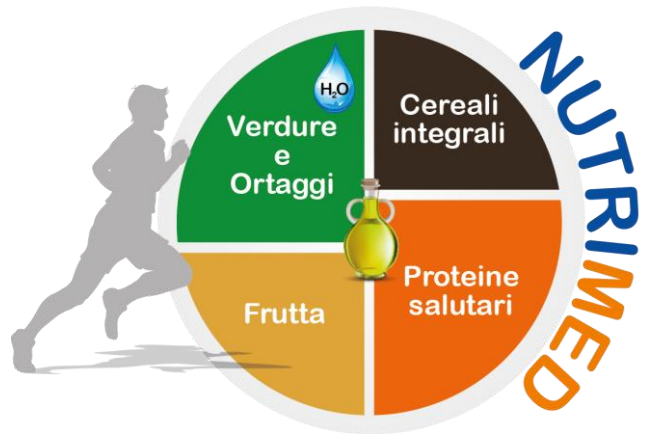 H₂O
Verdure
e
Ortaggi
Cereali
integrali
Frutta
Proteine
salutari
NUTRIMED